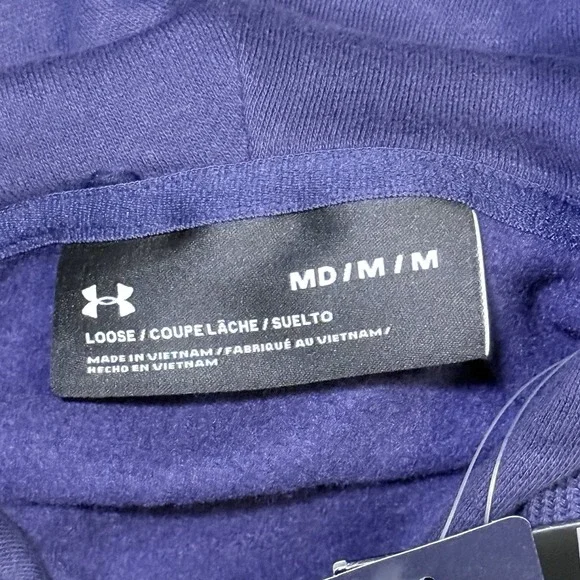 MD / M / M
LOOSE / COUPE LÂCHE / SUELTO
MADE IN VIETNAM / FABRIQUÉ AU VIETNAM /
HECHO EN VIETNAM